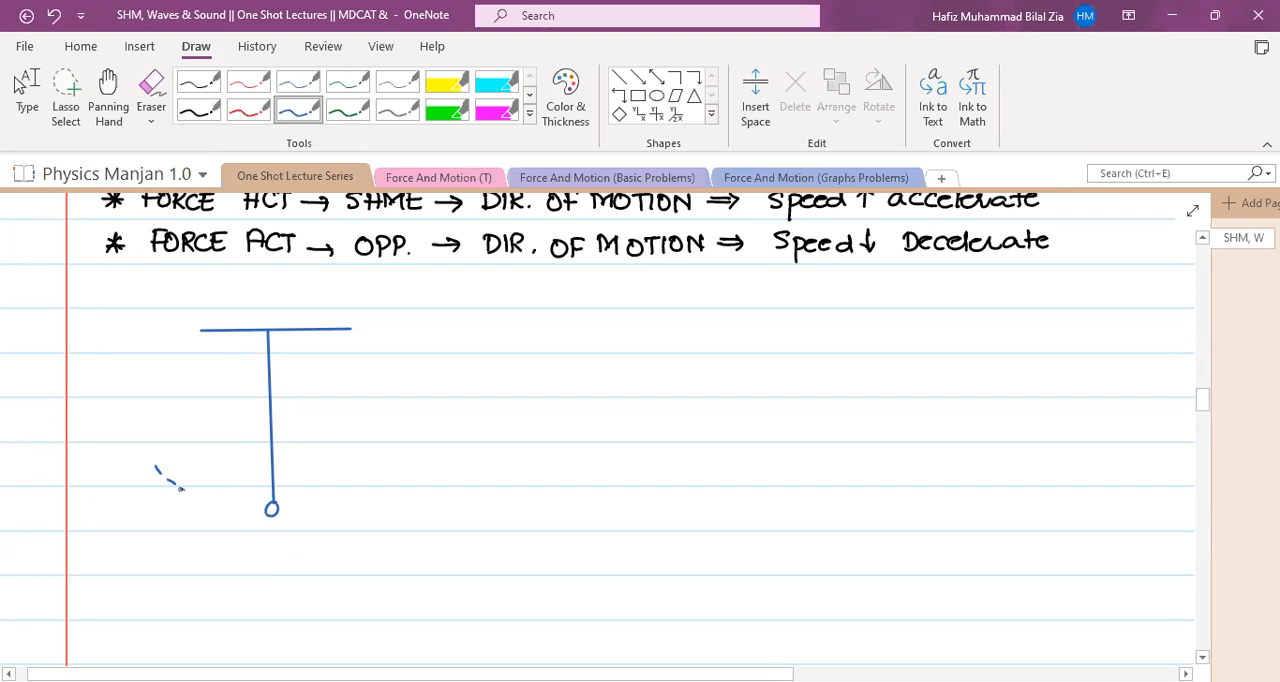 SHM, Waves & Sound || One Shot Lectures || MDCAT & - OneNote
Search
Hafiz Muhammad Bilal Zia HM
File Home Insert Draw History Review View Help
Type
Lasso Select
Panning Hand
Eraser
Color & Thickness
Insert Space
Delete
Arrange
Rotate
Ink to Text
Ink to Math
Tools Shapes Edit Convert
Physics Manjan 1.0 One Shot Lecture Series Force And Motion (T) Force And Motion (Basic Problems) Force And Motion (Graphs Problems) Search (Ctrl+E)
Add Pag
SHM, W
* FORCE ACT → SAME → DIR. OF MOTION ⇒ Speed ↑ accelerate
* FORCE ACT → OPP. → DIR. OF MOTION ⇒ Speed ↓ Decelerate